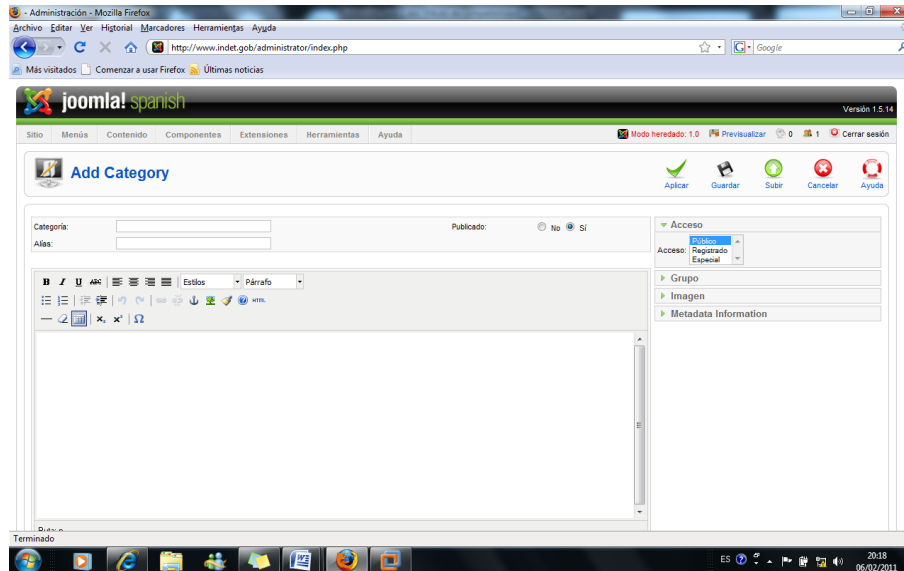 - Administración - Mozilla Firefox
Archivo Editar Ver Historial Marcadores Herramientas Ayuda
http://www.indet.gob/administrator/index.php
G Google
Más visitados Comenzar a usar Firefox Últimas noticias
joomla! spanish
Versión 1.5.14
Sitio Menús Contenido Componentes Extensiones Herramientas Ayuda Modo heredado: 1.0 Previsualizar 0 1 Cerrar sesión
Add Category
Aplicar Guardar Subir Cancelar Ayuda
Categoría: Publicado: No Sí
Alías:
Acceso
Acceso: Público
Registrado
Especial
Grupo
Imagen
Metadata Information
B I U ABC Estilos Párrafo
HTML
x, x² Ω
Ruta: p
Terminado
ES 20:18
06/02/2011